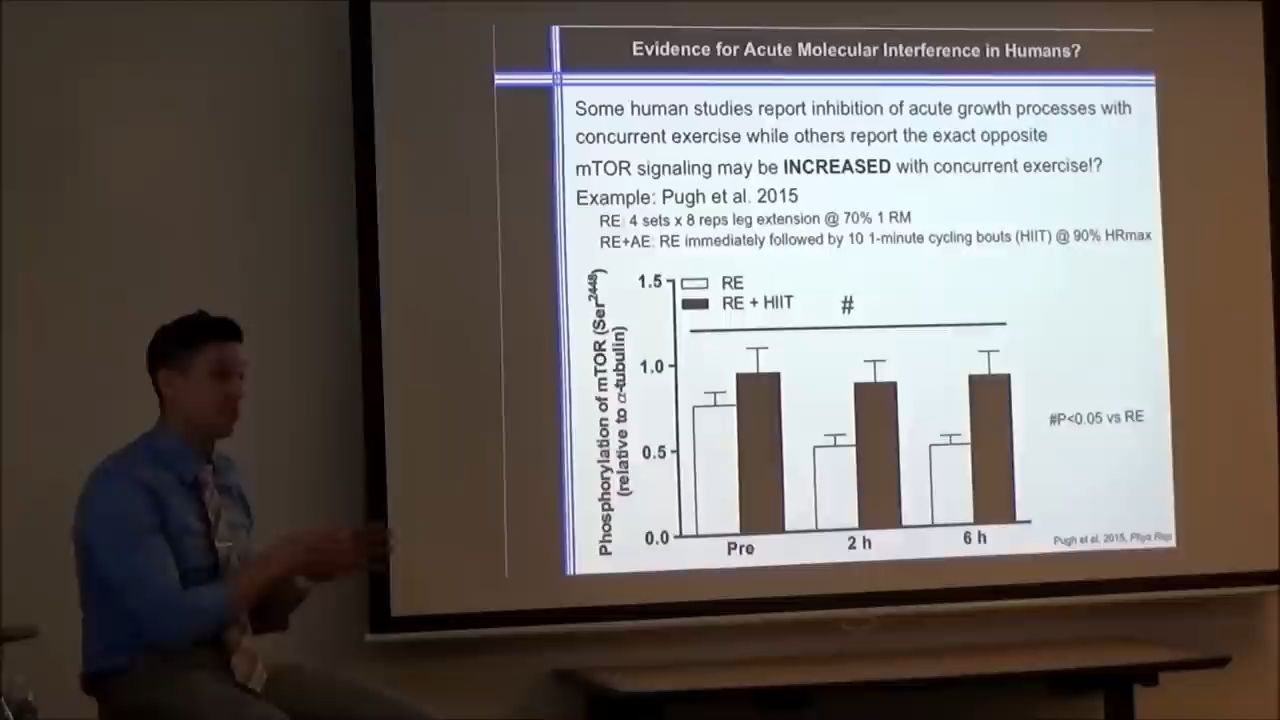 Evidence for Acute Molecular Interference in Humans?
Some human studies report inhibition of acute growth processes with
concurrent exercise while others report the exact opposite
mTOR signaling may be INCREASED with concurrent exercise!?
Example: Pugh et al. 2015
RE: 4 sets x 8 reps leg extension @ 70% 1 RM
RE+AE: RE immediately followed by 10 1-minute cycling bouts (HIIT) @ 90% HRmax
Phosphorylation of mTOR (Ser2448)
(relative to α-tubulin)
1.5
1.0
0.5
0.0
RE
RE + HIIT
#
Pre
2 h
6 h
#P<0.05 vs RE
Pugh et al. 2015, Phys Rep